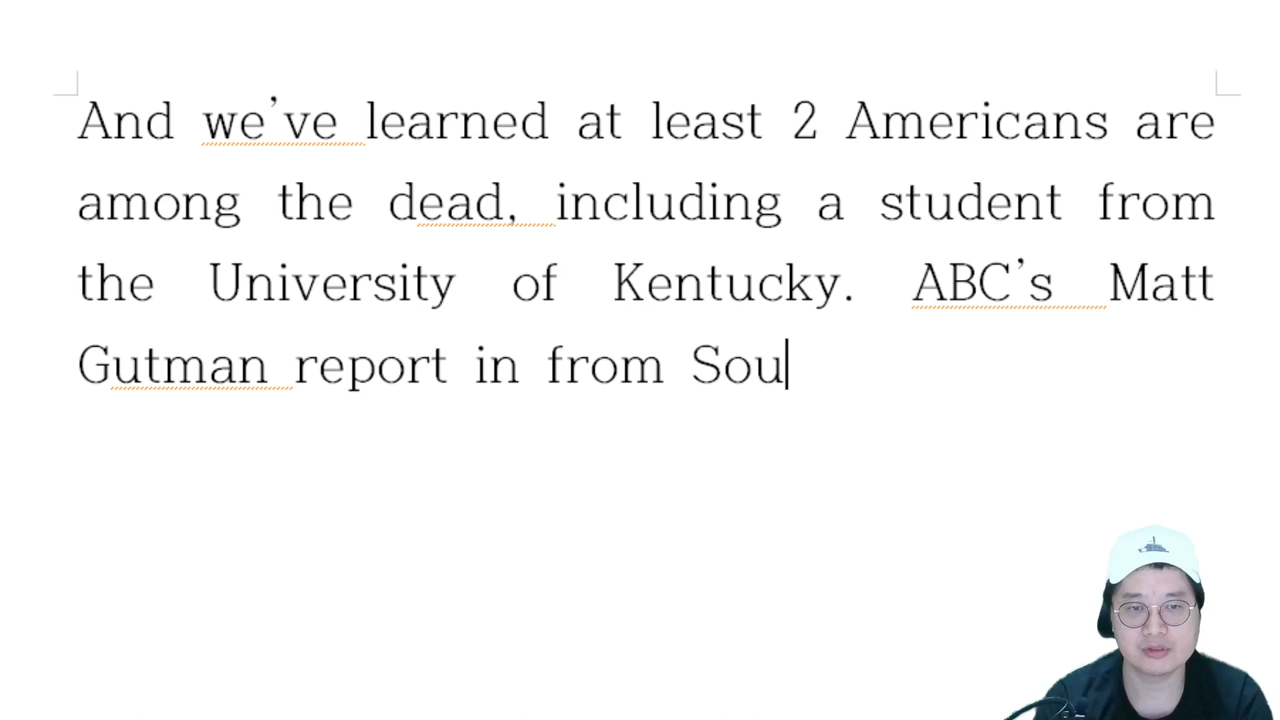 And we've learned at least 2 Americans are
among the dead, including a student from
the University of Kentucky. ABC's Matt
Gutman report in from Sou